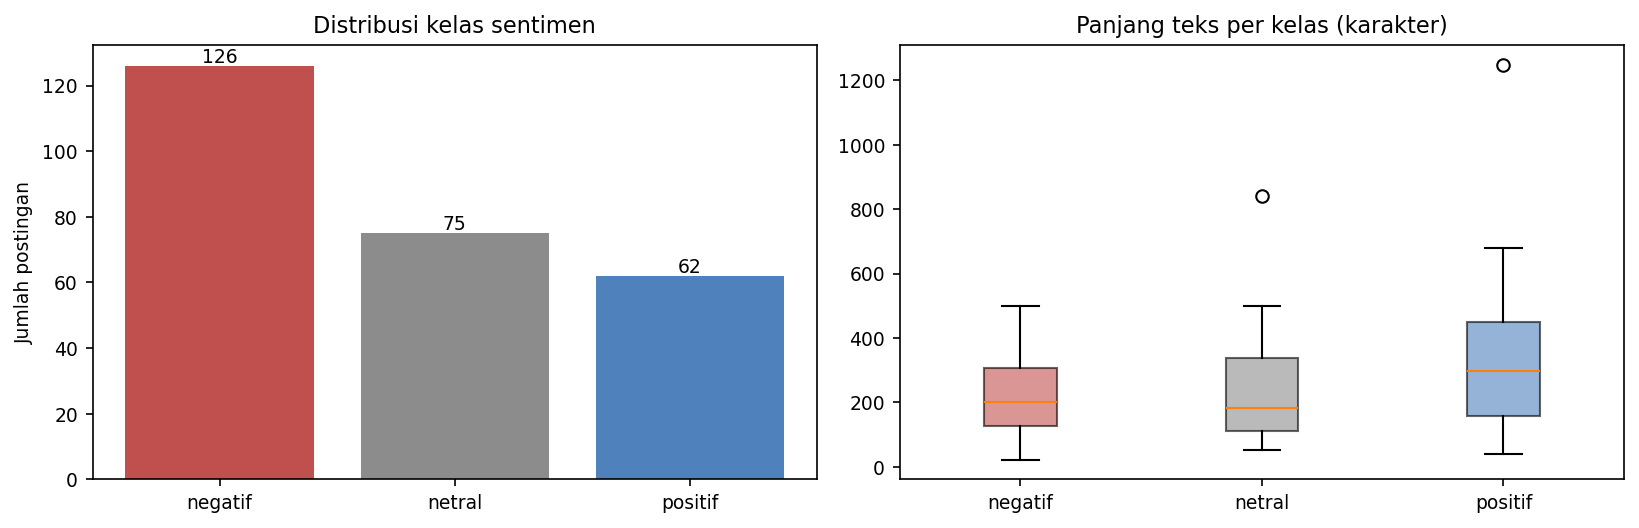 Distribusi kelas sentimen
Jumlah postingan
120
100
80
60
40
20
0
126
75
62
negatif
netral
positif
Panjang teks per kelas (karakter)
1200
1000
800
600
400
200
0
negatif
netral
positif